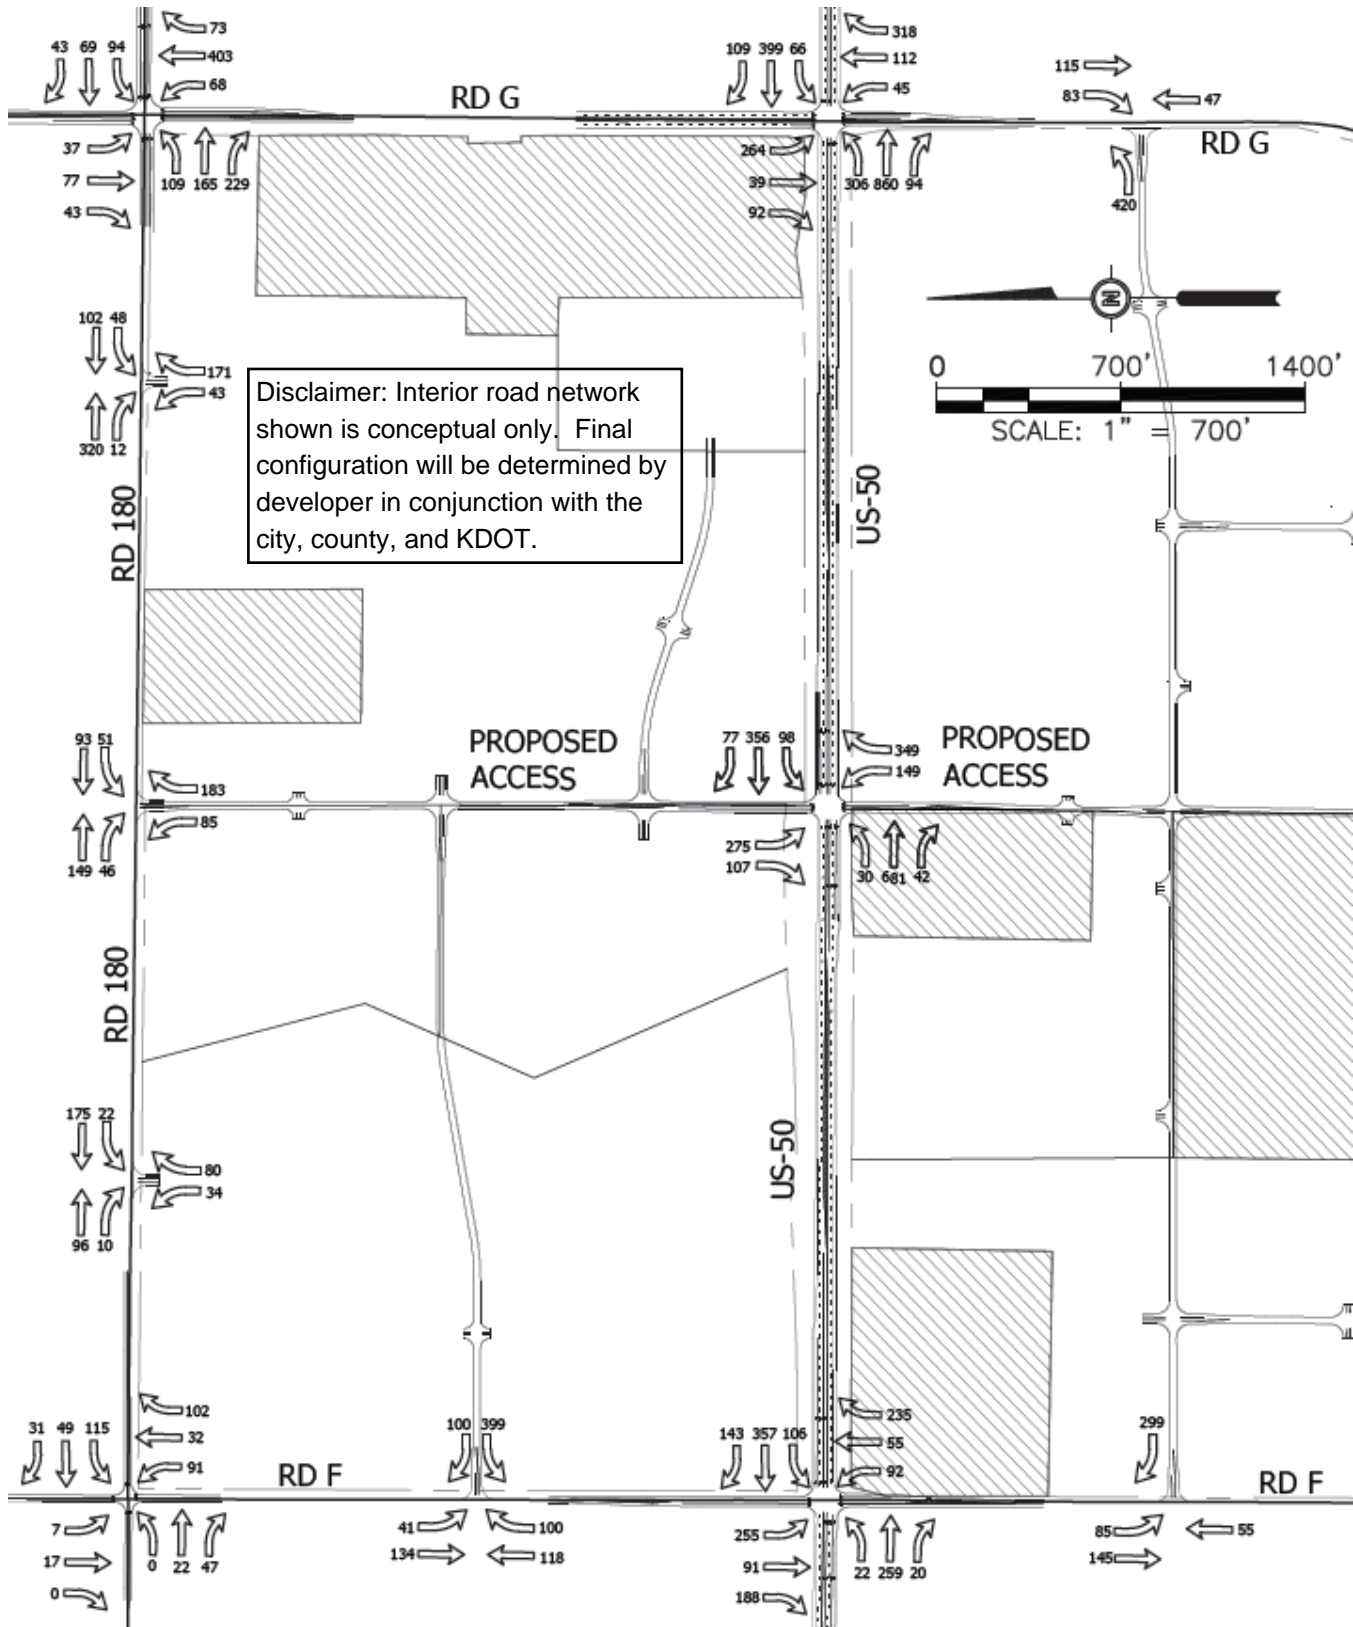 73
43 69 94
403
68
RD G
37
77
43
109 165 229
318
109 399 66
112
45
264
39
92
306 860 94
115
83
47
RD G
420
N
0 700' 1400'
SCALE: 1" = 700'
102 48
171
43
320 12
Disclaimer: Interior road network
shown is conceptual only. Final
configuration will be determined by
developer in conjunction with the
city, county, and KDOT.
RD 180
US-50
93 51
183
85
149 46
PROPOSED
ACCESS
77 356 98
349
149
PROPOSED
ACCESS
275
107
30 681 42
RD 180
175 22
80
34
96 10
US-50
31 49 115
102
32
91
RD F
7
17
0
0 22 47
100 399
41
134
100
118
143 357 106
235
55
92
255
91
188
22 259 20
299
RD F
85
145
55